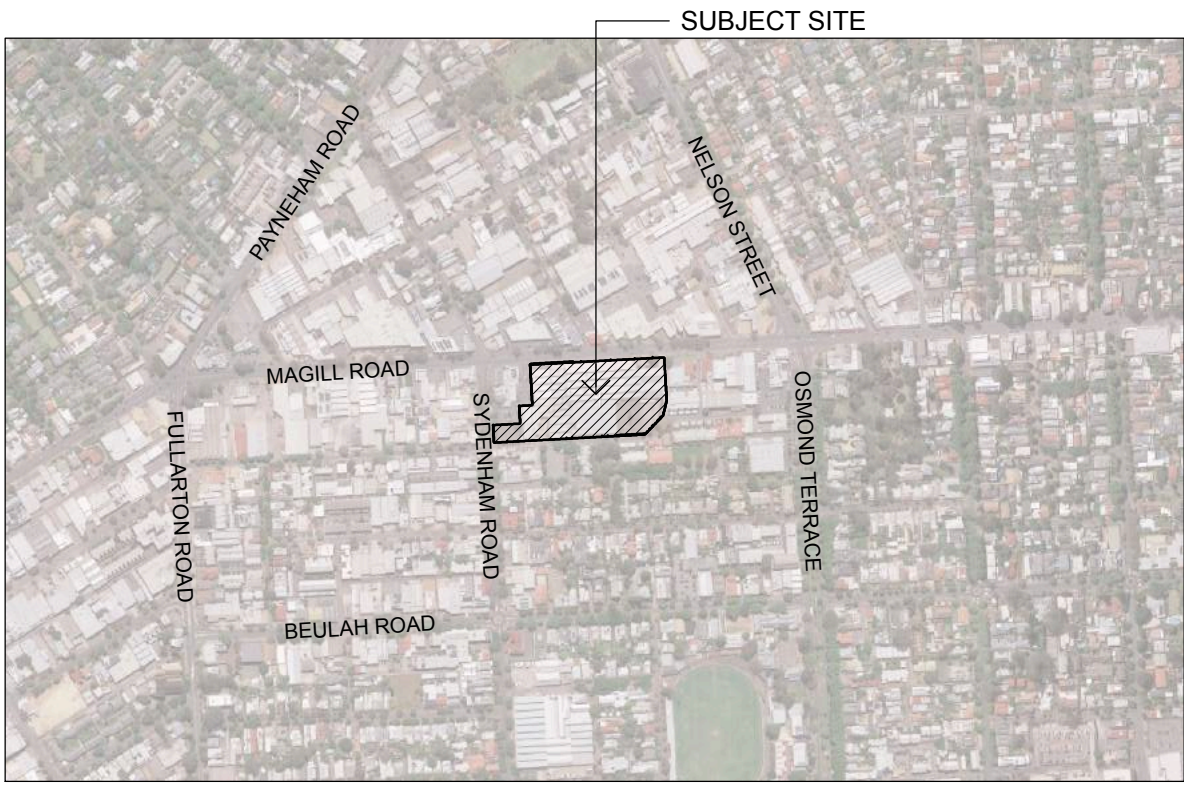 SUBJECT SITE
PAYNEHAM ROAD
NELSON STREET
MAGILL ROAD
SYDENHAM ROAD
OSMOND TERRACE
FULLARTON ROAD
BEULAH ROAD